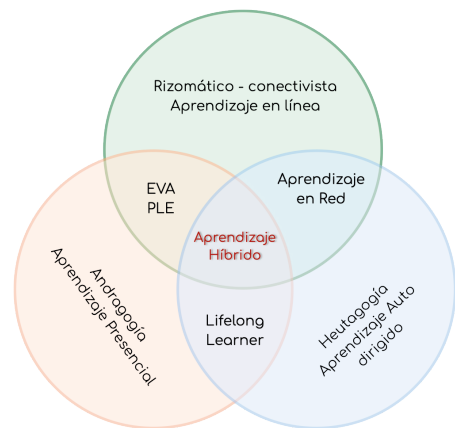 Rizomático - conectivista
Aprendizaje en línea
EVA
PLE
Aprendizaje
en Red
Aprendizaje
Híbrido
Andragogía
Aprendizaje Presencial
Lifelong
Learner
Heutagogía
Aprendizaje Auto
dirigido